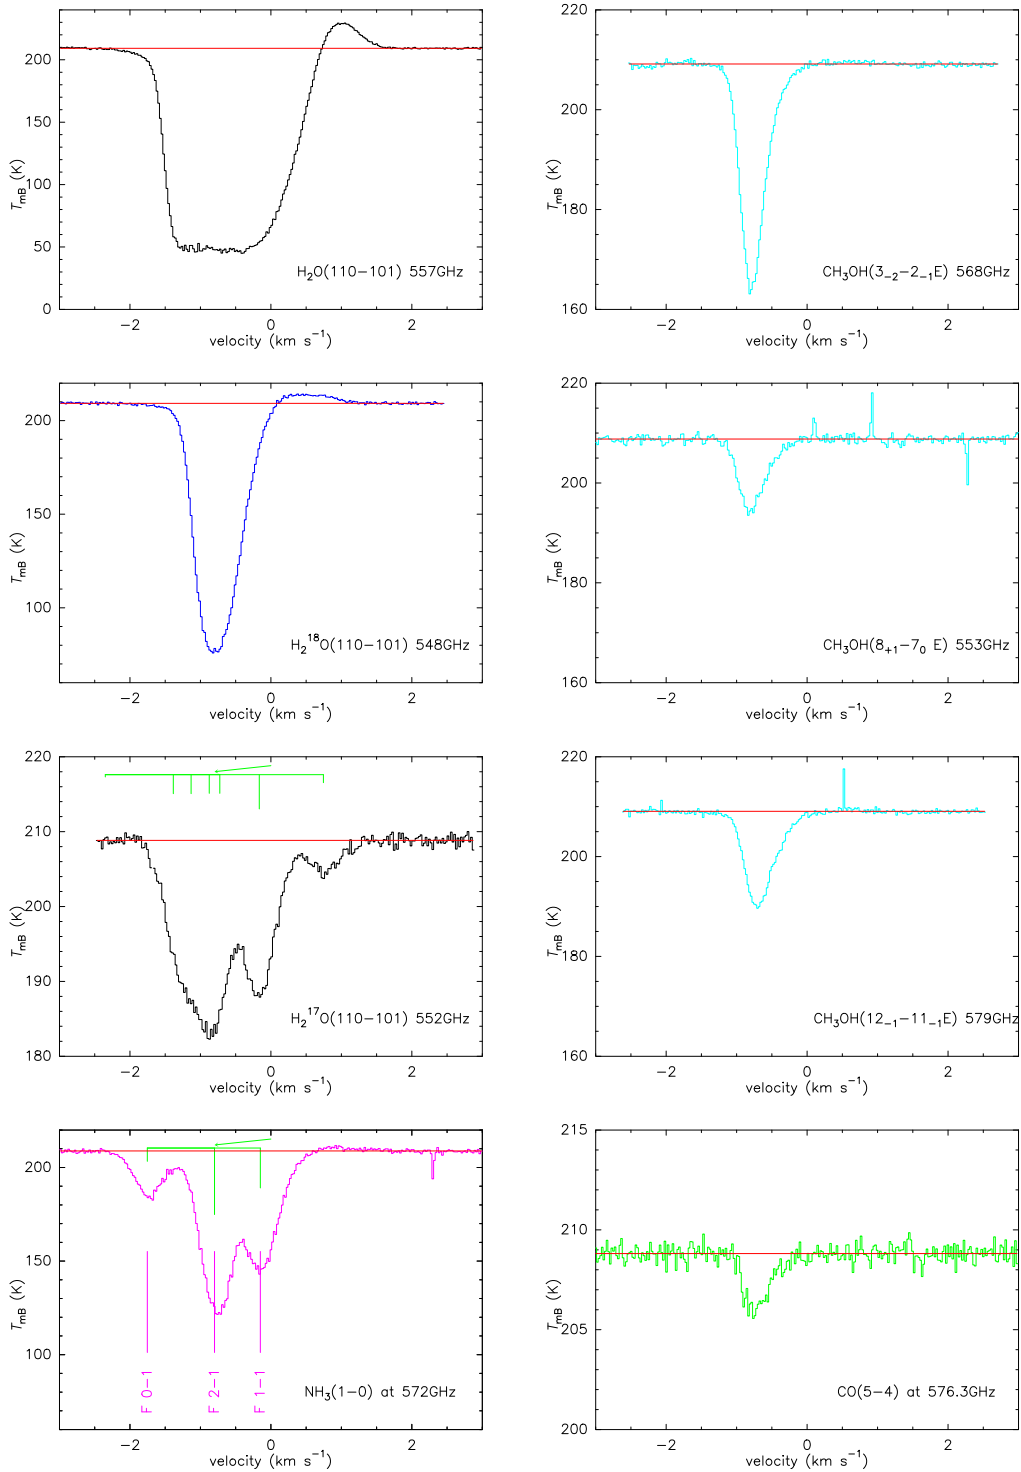 200
150
100
50
0
T_mB (K)
−2 0 2
velocity (km s⁻¹)
H₂O(110−101) 557GHz
220
200
180
160
T_mB (K)
−2 0 2
velocity (km s⁻¹)
CH₃OH(3₋₂−2₋₁E) 568GHz
200
150
100
T_mB (K)
−2 0 2
velocity (km s⁻¹)
H₂¹⁸O(110−101) 548GHz
220
200
180
160
T_mB (K)
−2 0 2
velocity (km s⁻¹)
CH₃OH(8₊₁−7₀ E) 553GHz
220
210
200
190
180
T_mB (K)
−2 0 2
velocity (km s⁻¹)
H₂¹⁷O(110−101) 552GHz
220
200
180
160
T_mB (K)
−2 0 2
velocity (km s⁻¹)
CH₃OH(12₋₁−11₋₁E) 579GHz
200
150
100
T_mB (K)
−2 0 2
velocity (km s⁻¹)
F 0−1
F 2−1
F 1−1
NH₃(1−0) at 572GHz
215
210
205
200
T_mB (K)
−2 0 2
velocity (km s⁻¹)
CO(5−4) at 576.3GHz